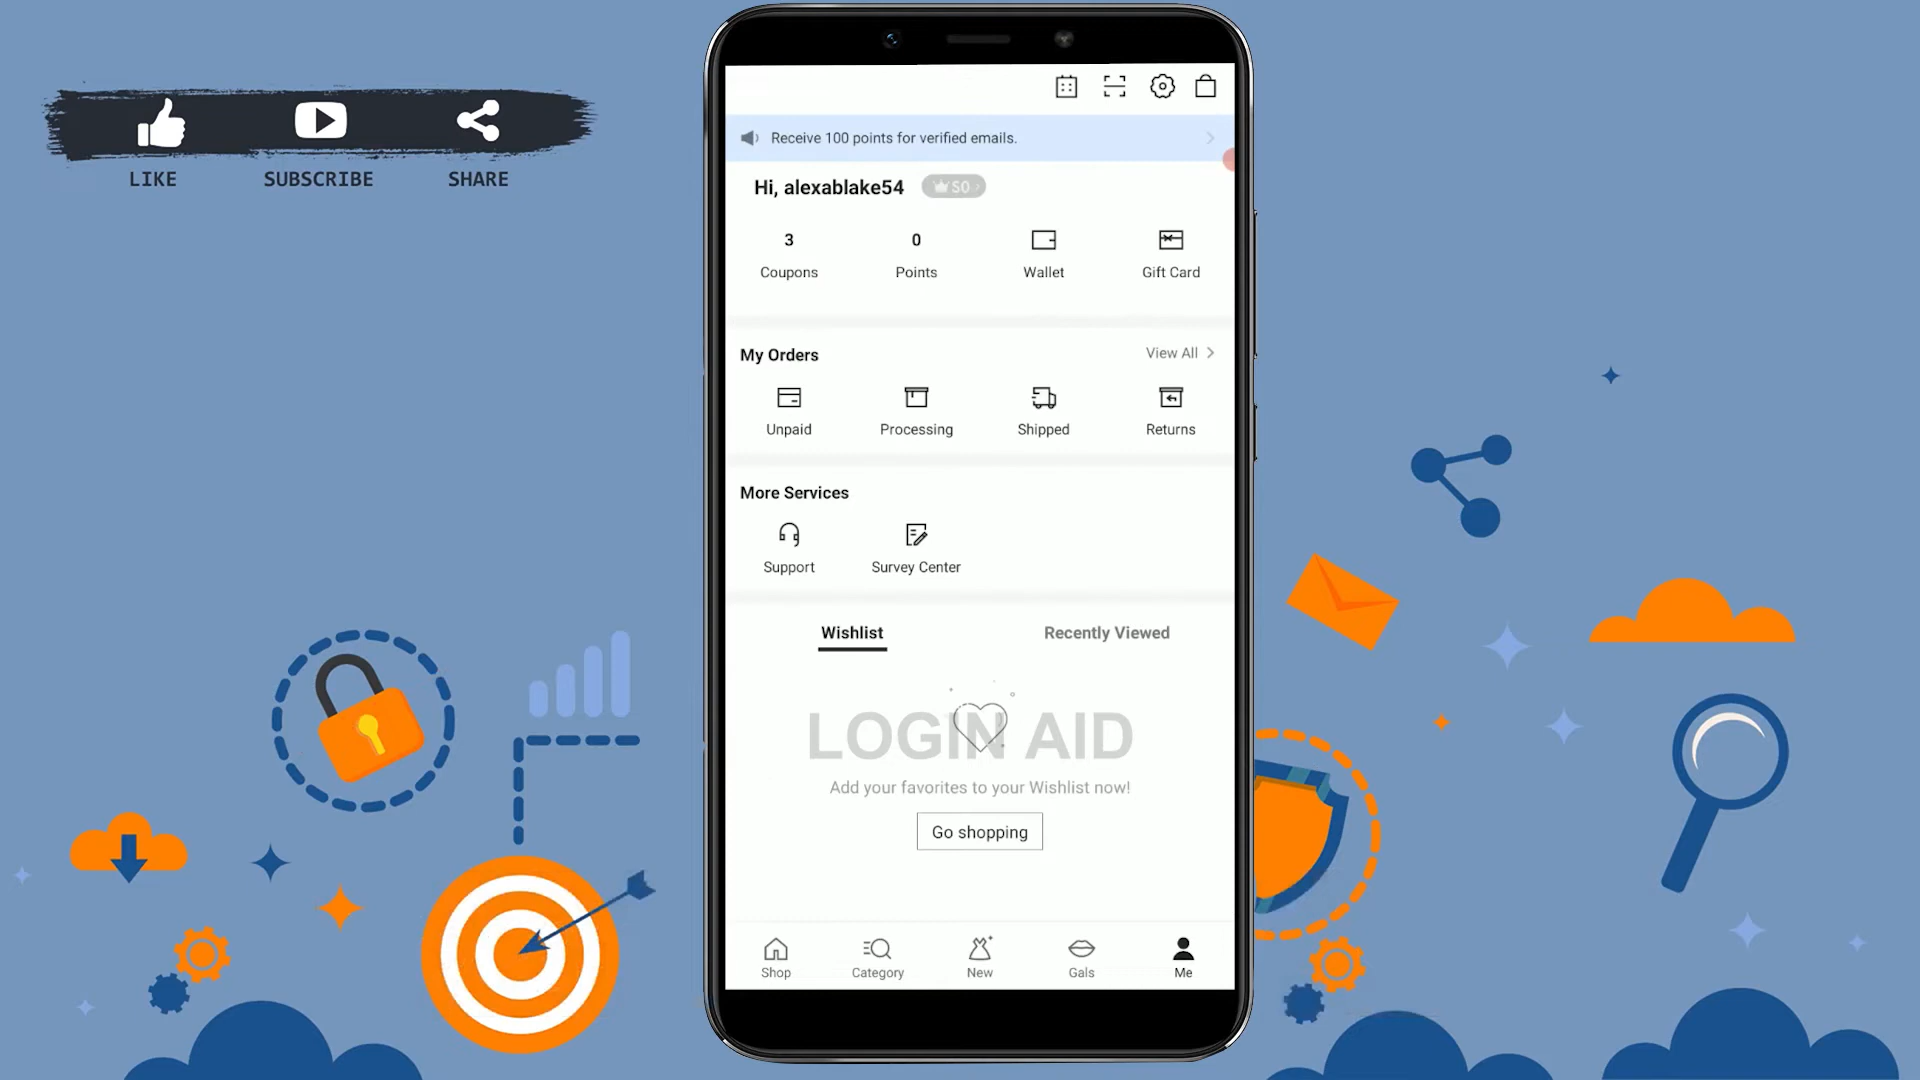 LIKE SUBSCRIBE SHARE
Receive 100 points for verified emails.
Hi, alexablake54 S0
3 0
Coupons Points Wallet Gift Card
My Orders View All
Unpaid Processing Shipped Returns
More Services
Support Survey Center
Wishlist Recently Viewed
LOGIN AID
Add your favorites to your Wishlist now!
Go shopping
Shop Category New Gals Me